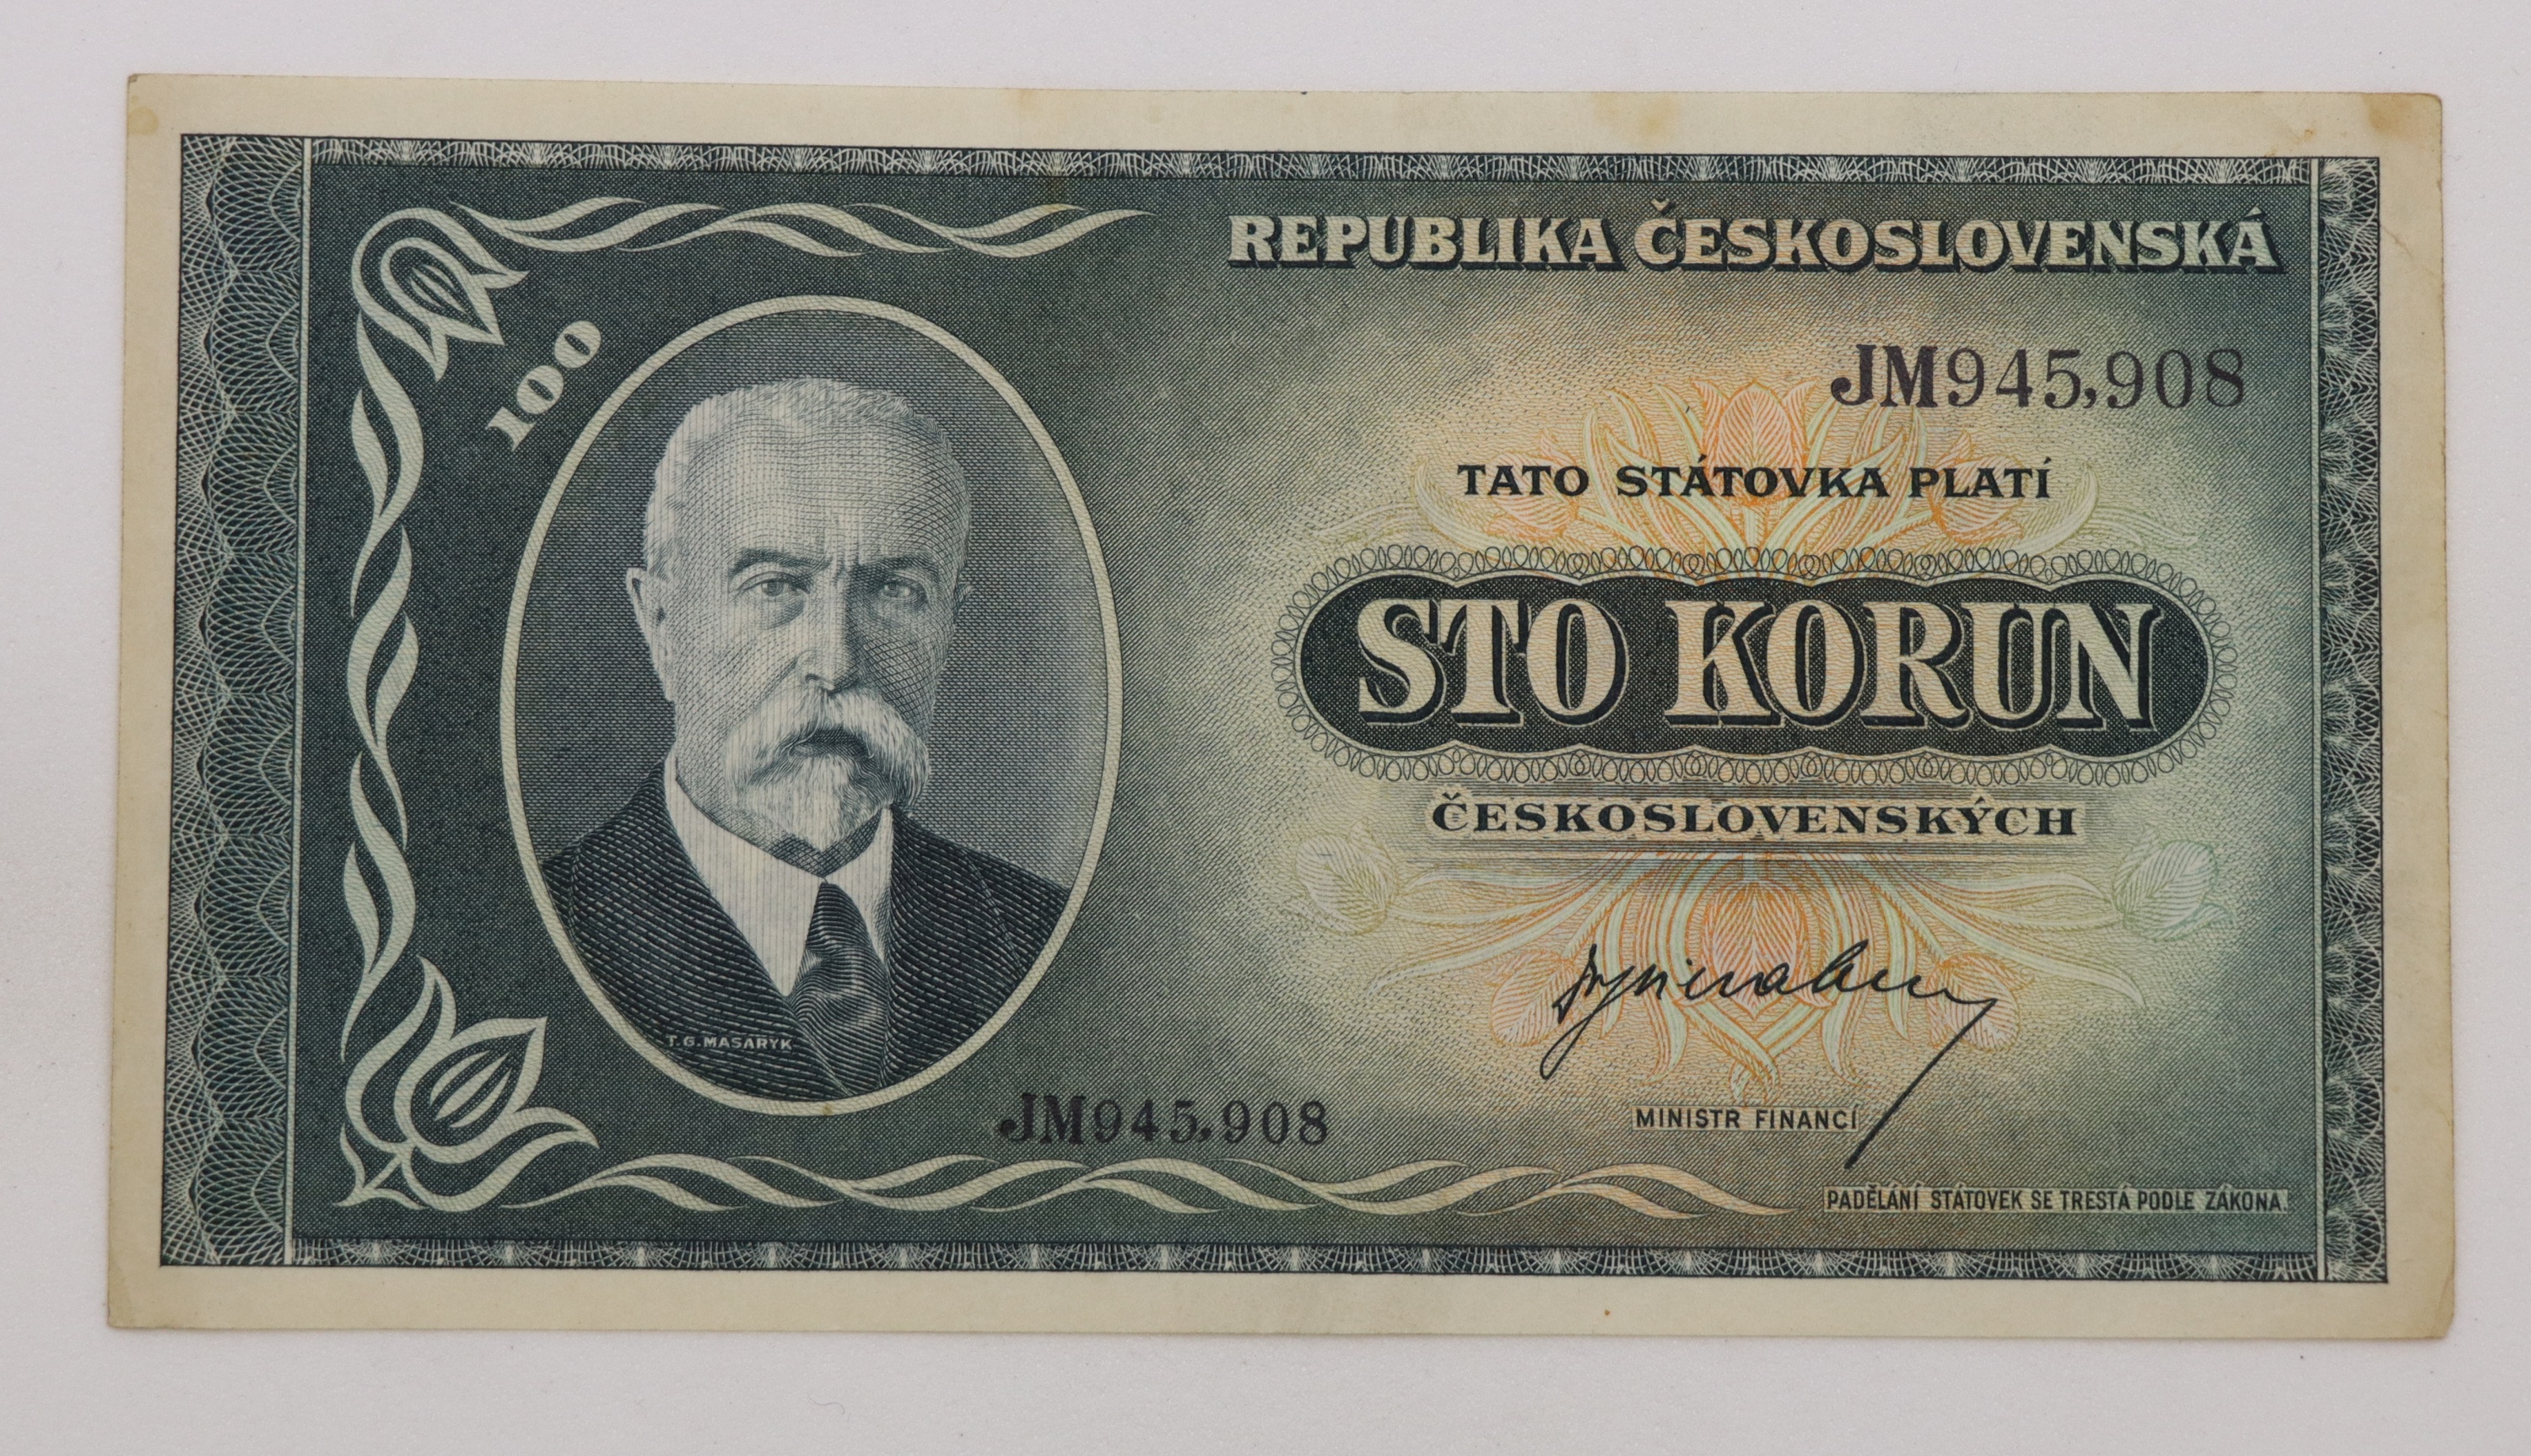 REPUBLIKA ČESKOSLOVENSKÁ
100
JM945,908
TATO STÁTOVKA PLATÍ
STO KORUN
ČESKOSLOVENSKÝCH
T.G.MASARYK
JM945,908
MINISTR FINANCÍ
PADĚLÁNÍ STÁTOVEK SE TRESTÁ PODLE ZÁKONA.